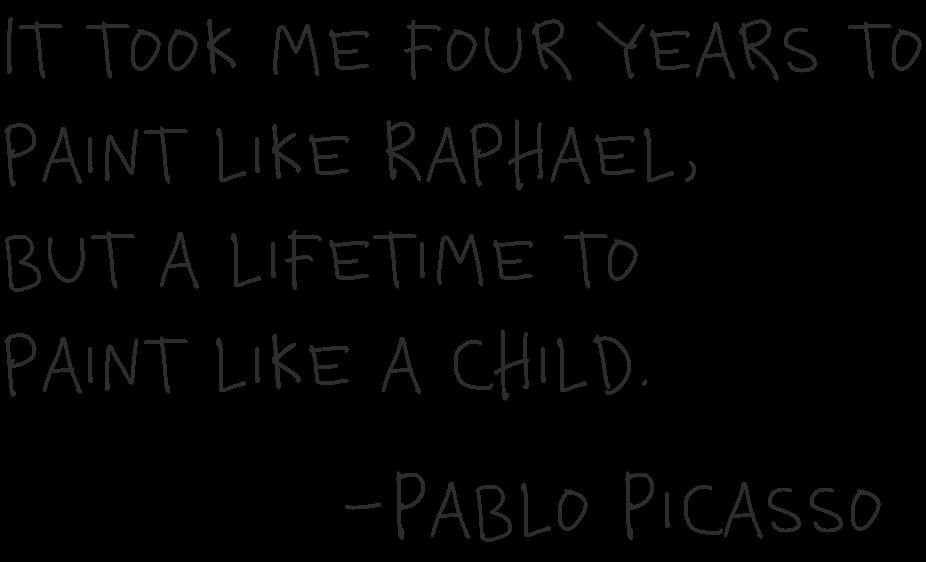 IT TOOK ME FOUR YEARS TO
PAINT LIKE RAPHAEL,
BUT A LIFETIME TO
PAINT LIKE A CHILD.
-PABLO PICASSO